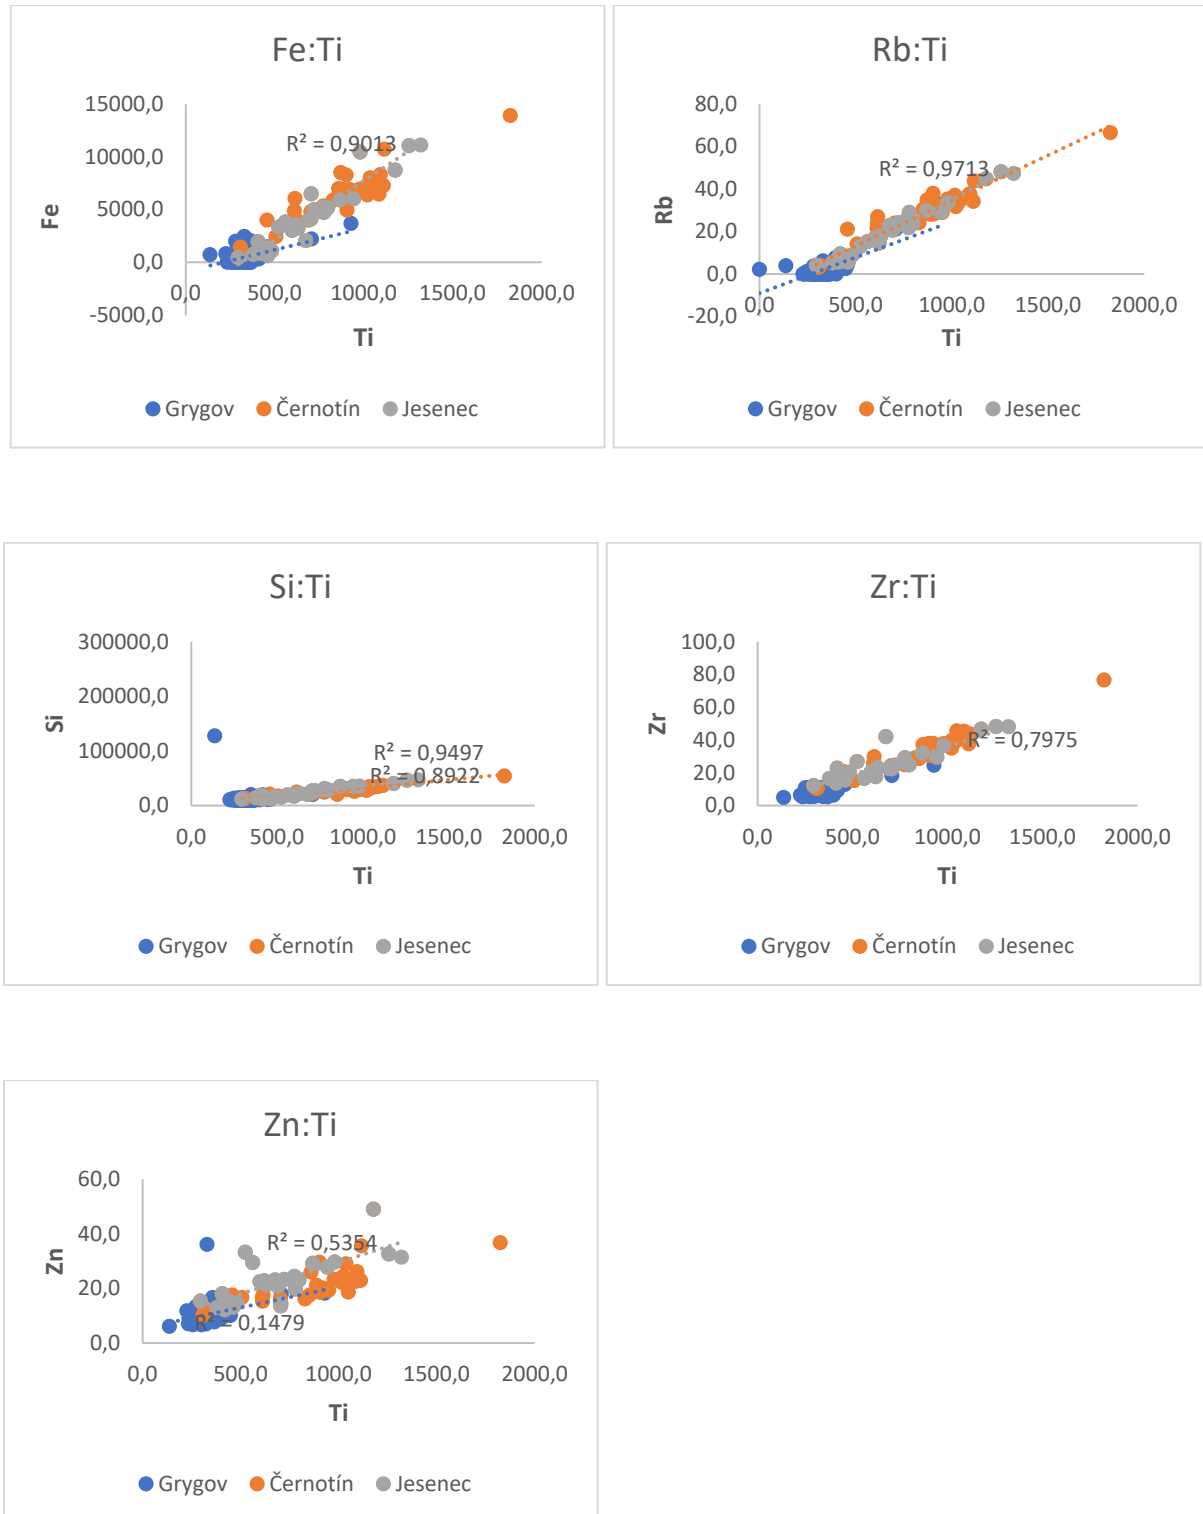 Fe:Ti
15000,0
10000,0
5000,0
0,0
-5000,0
Fe
R² = 0,9013
0,0 500,0 1000,0 1500,0 2000,0
Ti
Grygov Černotín Jesenec
Rb:Ti
80,0
60,0
40,0
20,0
0,0
-20,0
Rb
R² = 0,9713
0,0 500,0 1000,0 1500,0 2000,0
Ti
Grygov Černotín Jesenec
Si:Ti
300000,0
200000,0
100000,0
0,0
Si
R² = 0,9497
R² = 0,8922
0,0 500,0 1000,0 1500,0 2000,0
Ti
Grygov Černotín Jesenec
Zr:Ti
100,0
80,0
60,0
40,0
20,0
0,0
Zr
R² = 0,7975
0,0 500,0 1000,0 1500,0 2000,0
Ti
Grygov Černotín Jesenec
Zn:Ti
60,0
40,0
20,0
0,0
Zn
R² = 0,5354
R² = 0,1479
0,0 500,0 1000,0 1500,0 2000,0
Ti
Grygov Černotín Jesenec